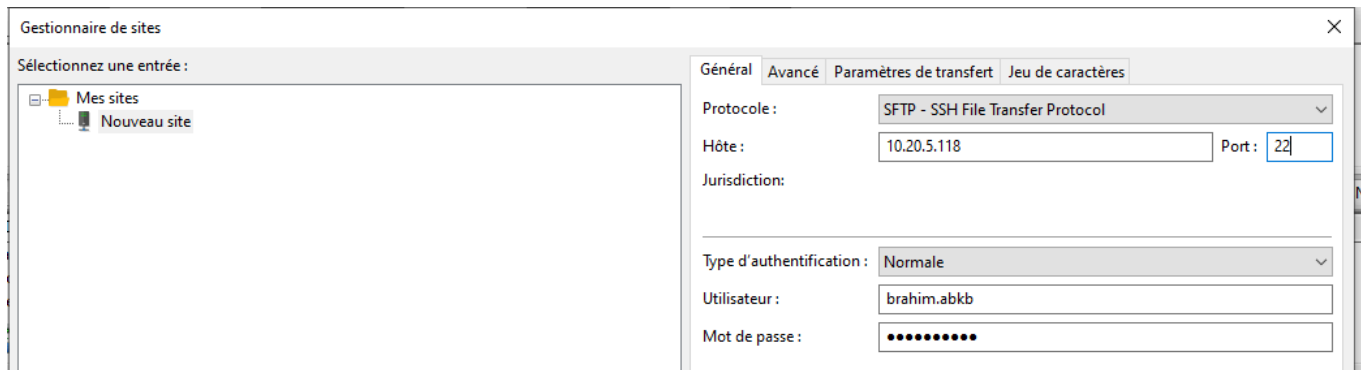 Gestionnaire de sites
Sélectionnez une entrée :
Mes sites
Nouveau site
Général Avancé Paramètres de transfert Jeu de caractères
Protocole : SFTP - SSH File Transfer Protocol
Hôte : 10.20.5.118 Port : 22
Jurisdiction:
Type d'authentification : Normale
Utilisateur : brahim.abkb
Mot de passe : ●●●●●●●●●●